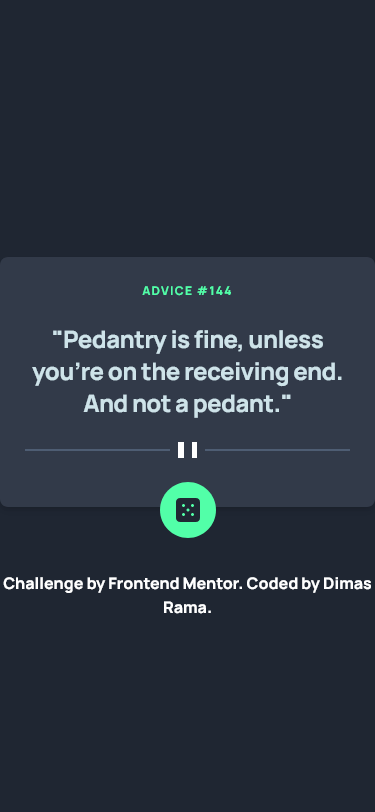 ADVICE #144
"Pedantry is fine, unless
you're on the receiving end.
And not a pedant."
Challenge by Frontend Mentor. Coded by Dimas
Rama.